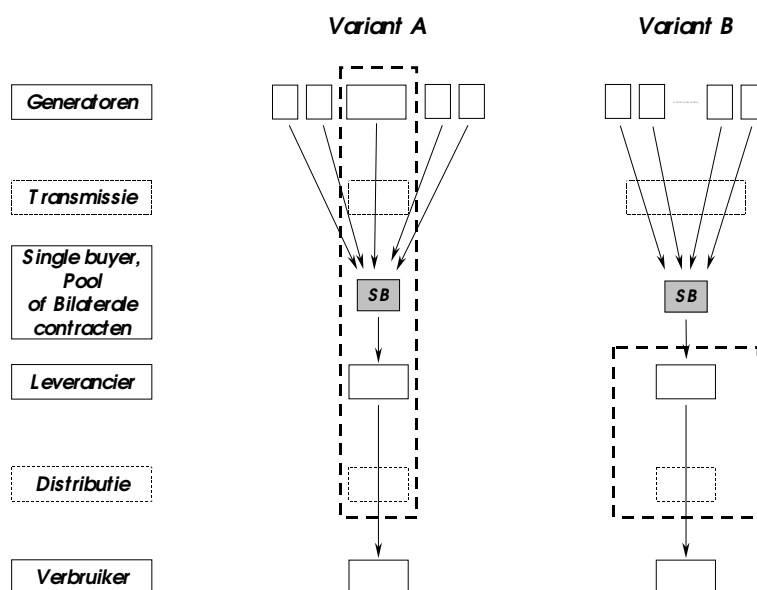 Variant A
Variant B
Generatoren
Transmissie
Single buyer,
Pool
of Bilaterale
contracten
SB
SB
Leverancier
Distributie
Verbruiker